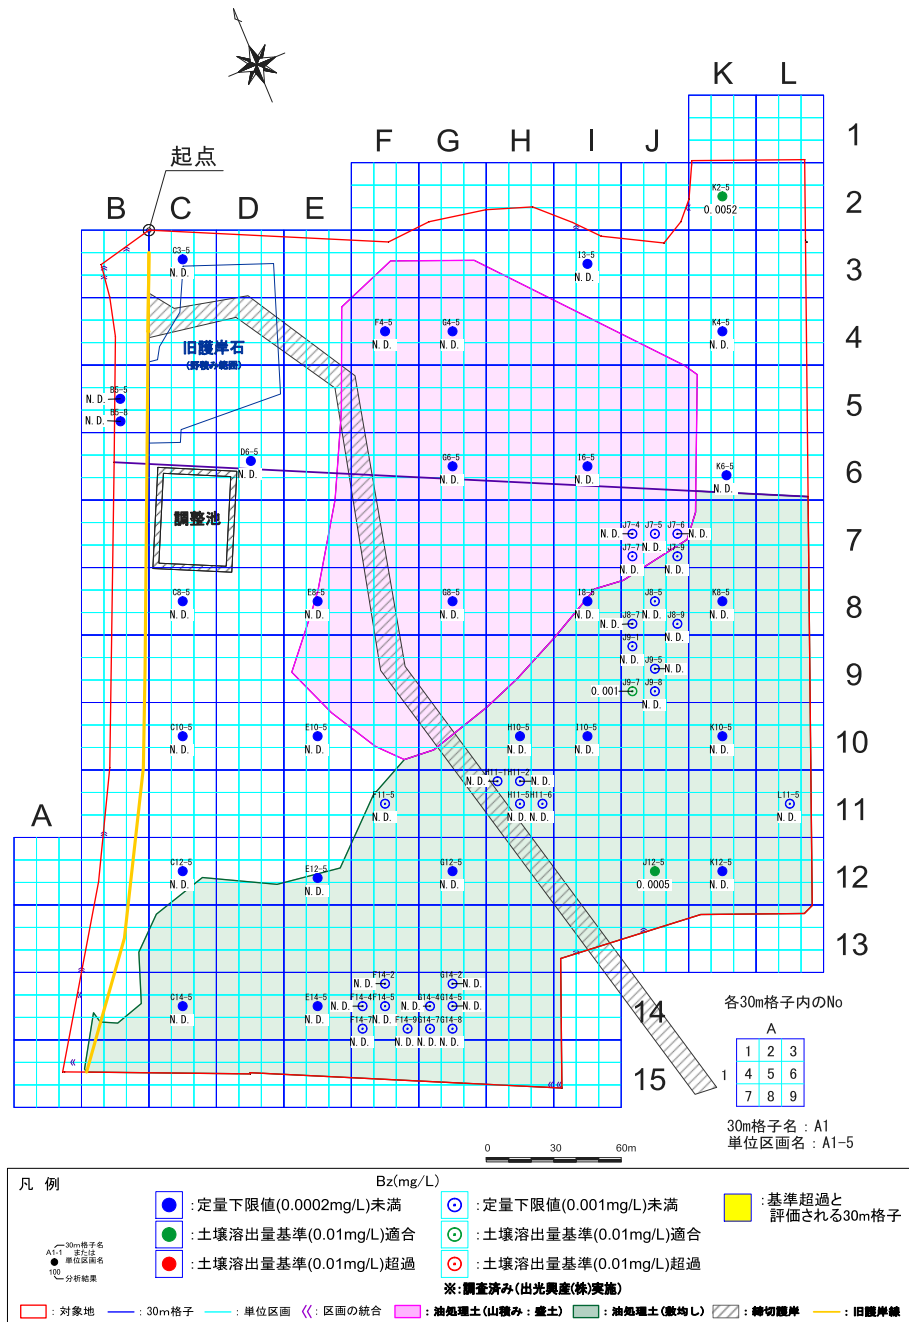 K L
1
F G H I J
起点
2
K2-5
0.0052
B C D E
3
C3-5
N.D.
I3-5
N.D.
4
F4-5
N.D.
G4-5
N.D.
K4-5
N.D.
旧護岸石
(野積み範囲)
5
B5-5
N.D.
B5-8
N.D.
6
D6-5
N.D.
G6-5
N.D.
I6-5
N.D.
K6-5
N.D.
調整池
7
J7-4
N.D.
J7-5
N.D.
J7-6
N.D.
J7-7
N.D.
J7-9
N.D.
8
C8-5
N.D.
E8-5
N.D.
G8-5
N.D.
I8-5
N.D.
J8-5
N.D.
K8-5
N.D.
J8-7
N.D.
J8-9
N.D.
9
J9-1
N.D.
J9-5
N.D.
J9-7
0.001
J9-8
N.D.
10
C10-5
N.D.
E10-5
N.D.
H10-5
N.D.
I10-5
N.D.
K10-5
N.D.
11
H11-1
N.D.
H11-2
N.D.
F11-5
N.D.
H11-5
N.D.
H11-6
N.D.
L11-5
N.D.
A
12
C12-5
N.D.
E12-5
N.D.
G12-5
N.D.
J12-5
0.0005
K12-5
N.D.
13
14
F14-2
N.D.
G14-2
N.D.
C14-5
N.D.
E14-5
N.D.
F14-4
N.D.
F14-5
G14-4
N.D.
G14-5
N.D.
F14-7
N.D.
F14-9
N.D.
G14-7
N.D.
G14-8
N.D.
15
各30m格子内のNo
A
1
1 2 3
4 5 6
7 8 9
30m格子名 : A1
単位区画名 : A1-5
0 30 60m
凡 例
Bz(mg/L)
: 定量下限値(0.0002mg/L)未満
: 定量下限値(0.001mg/L)未満
: 基準超過と
評価される30m格子
: 土壌溶出量基準(0.01mg/L)適合
: 土壌溶出量基準(0.01mg/L)適合
: 土壌溶出量基準(0.01mg/L)超過
: 土壌溶出量基準(0.01mg/L)超過
30m格子名
または
単位区画名
A1-1
100
分析結果
※:調査済み(出光興産(株)実施)
: 対象地
: 30m格子
: 単位区画
: 区画の統合
: 油処理土(山積み:盛土)
: 油処理土(敷均し)
: 締切護岸
: 旧護岸線